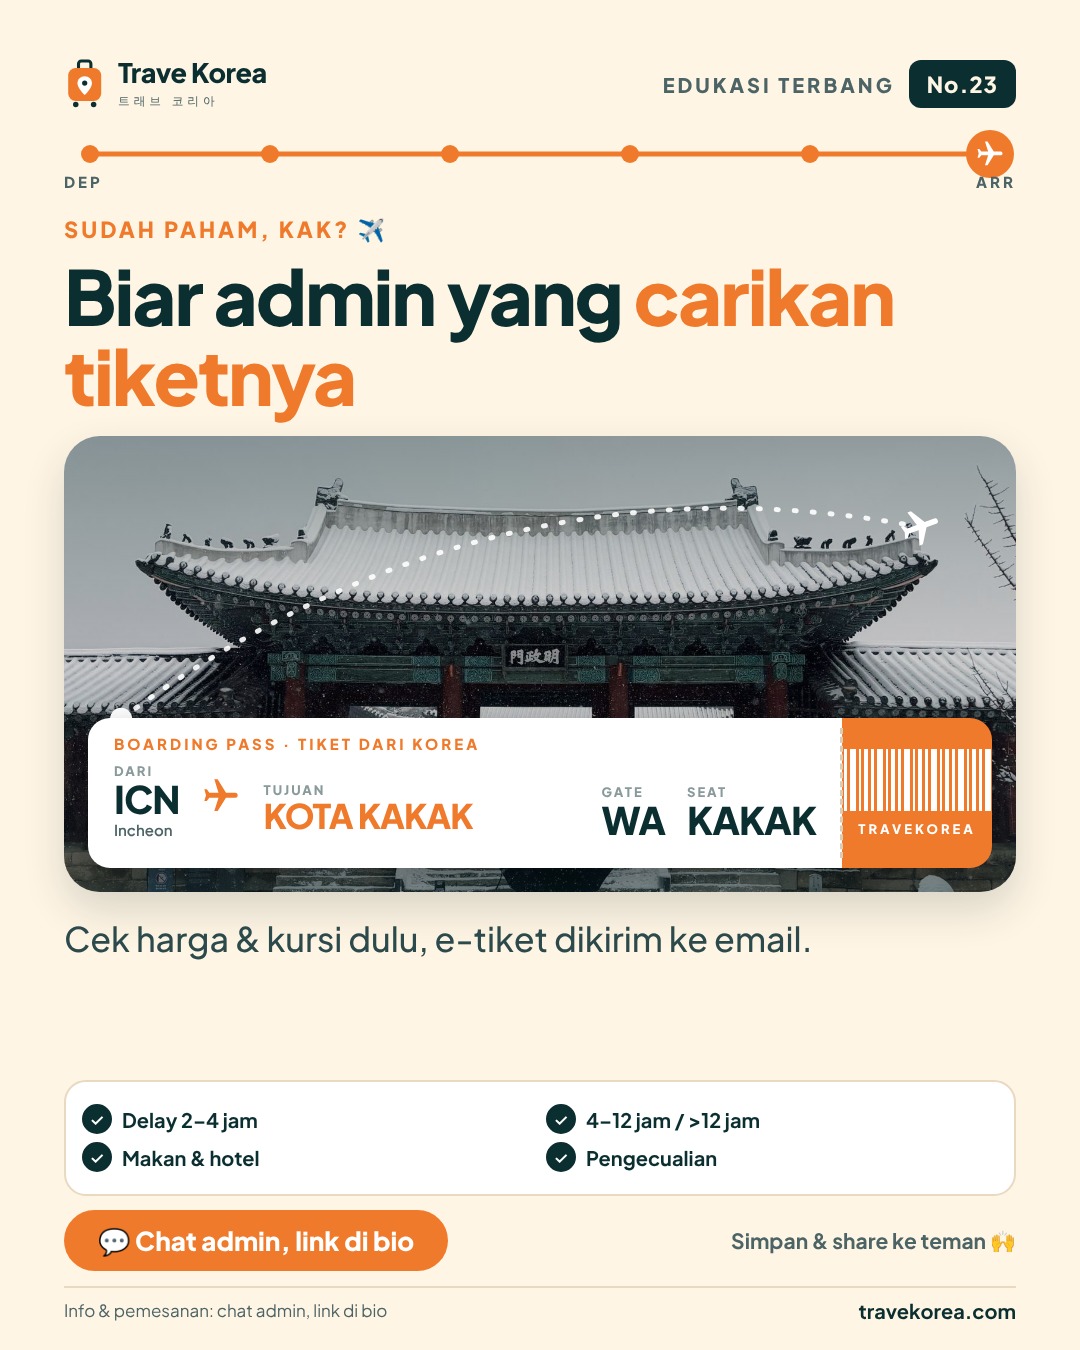 Trave Korea
트래브 코리아
EDUKASI TERBANG
No.23
DEP
ARR
SUDAH PAHAM, KAK? ✈️
Biar admin yang carikan
tiketnya
門政明
BOARDING PASS · TIKET DARI KOREA
DARI
ICN
Incheon
TUJUAN
KOTA KAKAK
GATE
WA
SEAT
KAKAK
TRAVEKOREA
Cek harga & kursi dulu, e-tiket dikirim ke email.
Delay 2–4 jam
4–12 jam / >12 jam
Makan & hotel
Pengecualian
💬 Chat admin, link di bio
Simpan & share ke teman 🙌
Info & pemesanan: chat admin, link di bio
travekorea.com